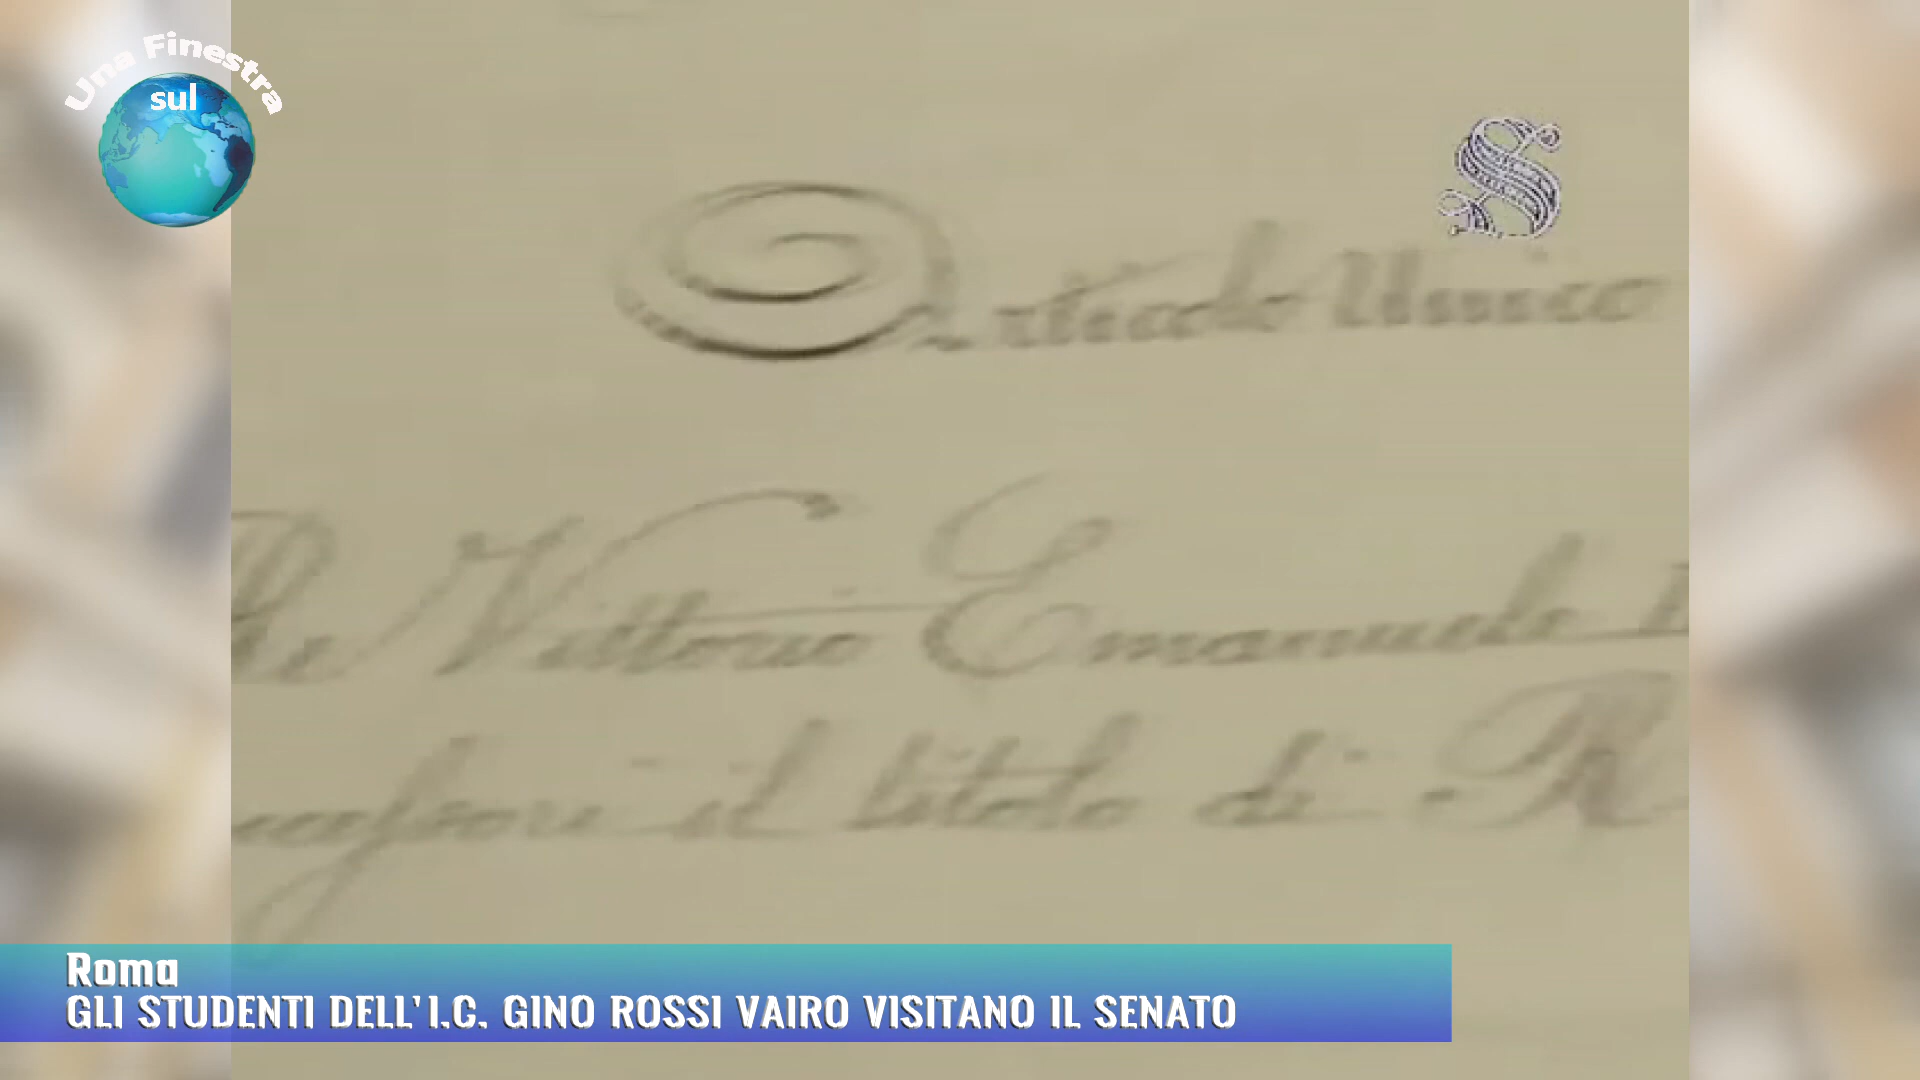 Una Finestra
sul
S
Articolo Unico
Re Vittorio Emanuele
il titolo di R
Roma
GLI STUDENTI DELL'I.C. GINO ROSSI VAIRO VISITANO IL SENATO